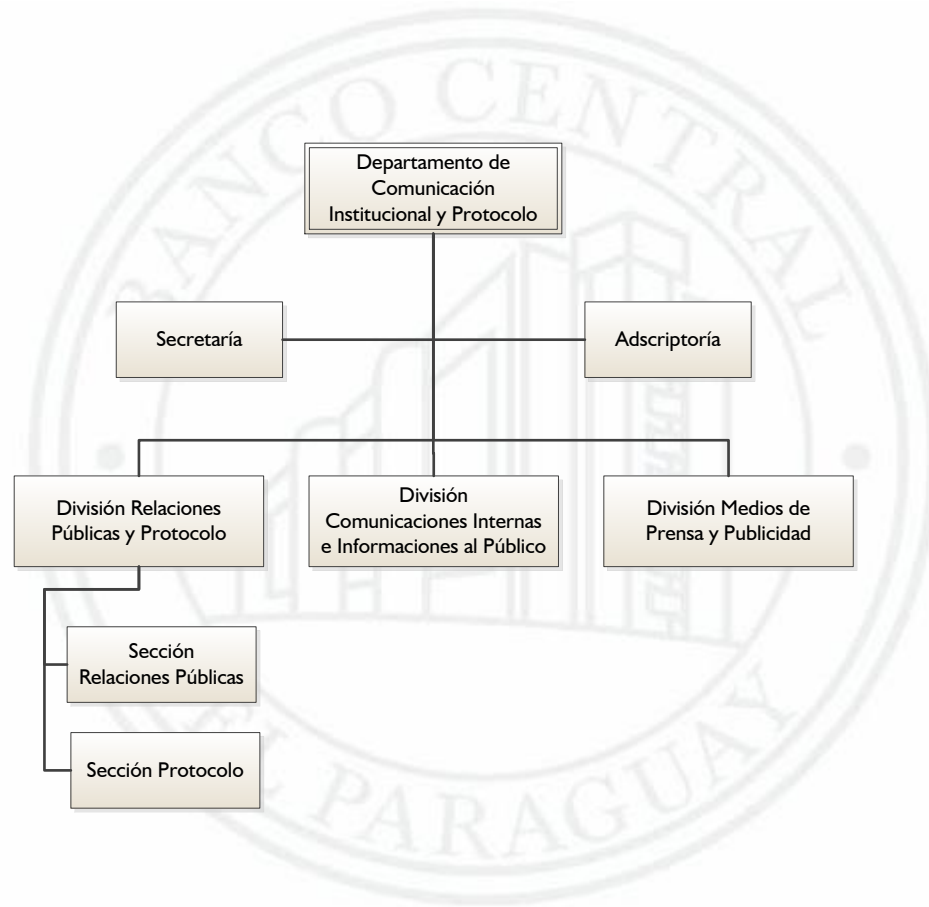 BANCO CENTRAL
DEL PARAGUAY
Departamento de
Comunicación
Institucional y Protocolo
Secretaría
Adscriptoría
División Relaciones
Públicas y Protocolo
División
Comunicaciones Internas
e Informaciones al Público
División Medios de
Prensa y Publicidad
Sección
Relaciones Públicas
Sección Protocolo